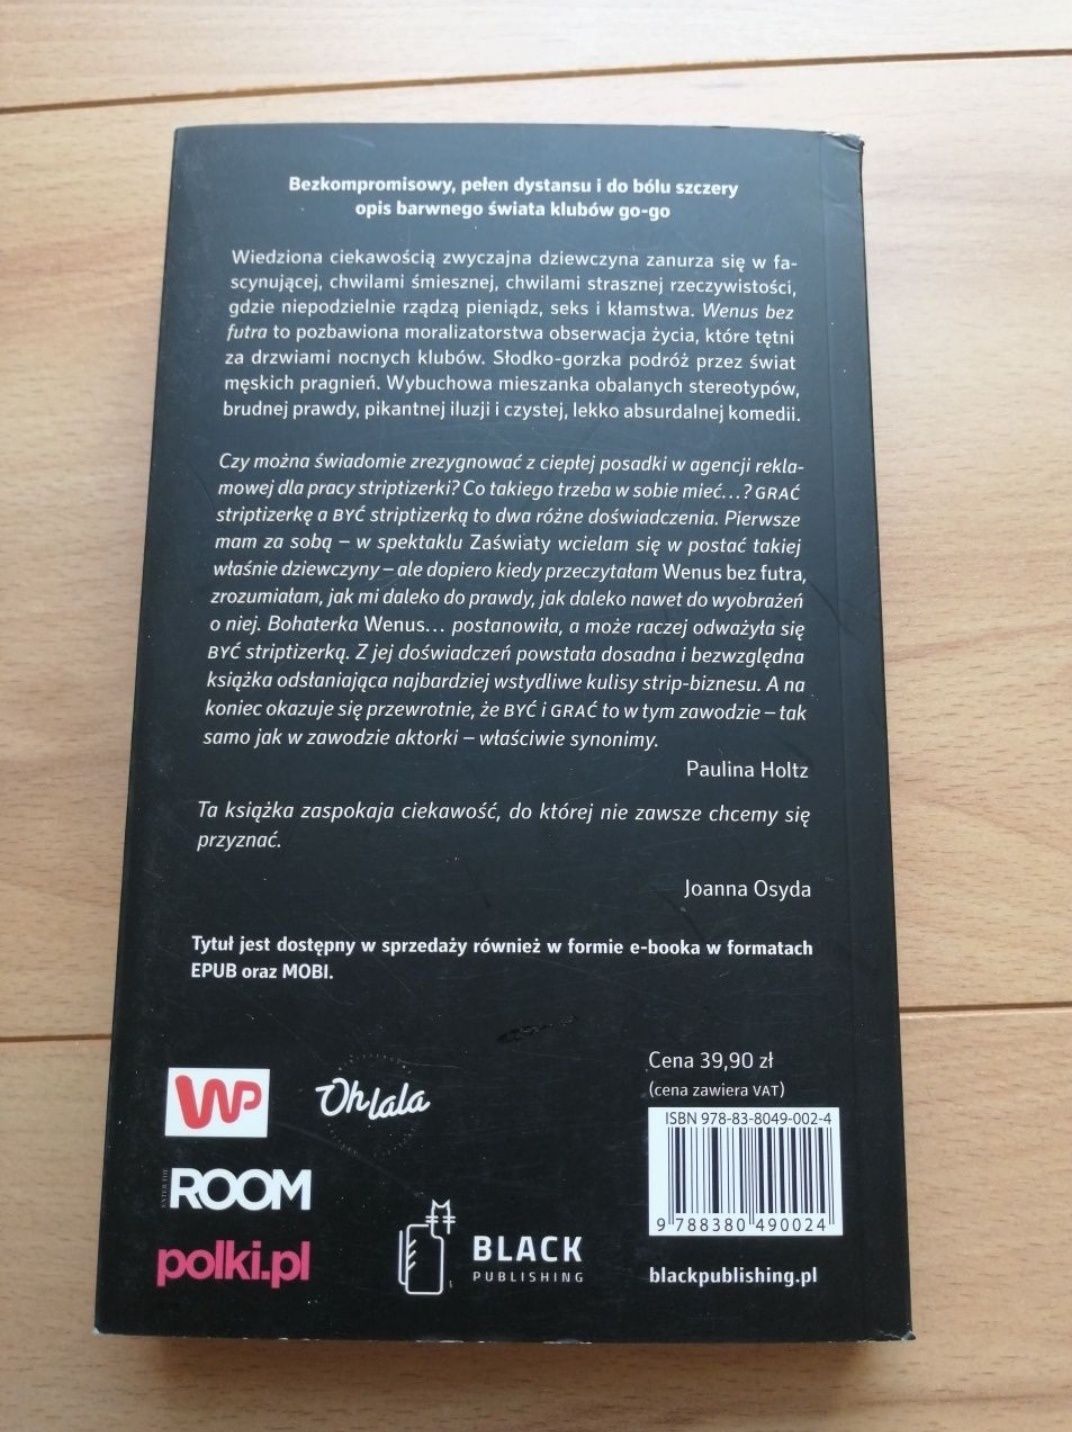 Bezkompromisowy, pełen dystansu i do bólu szczery
opis barwnego świata klubów go-go
Wiedziona ciekawością zwyczajna dziewczyna zanurza się w fa-
scynującej, chwilami śmiesznej, chwilami strasznej rzeczywistości,
gdzie niepodzielnie rządzą pieniądz, seks i kłamstwa. Wenus bez
futra to pozbawiona moralizatorstwa obserwacja życia, które tętni
za drzwiami nocnych klubów. Słodko-gorzka podróż przez świat
męskich pragnień. Wybuchowa mieszanka obalanych stereotypów,
brudnej prawdy, pikantnej iluzji i czystej, lekko absurdalnej komedii.
Czy można świadomie zrezygnować z ciepłej posadki w agencji rekla-
mowej dla pracy striptizerki? Co takiego trzeba w sobie mieć...? GRAĆ
striptizerkę a BYĆ striptizerką to dwa różne doświadczenia. Pierwsze
mam za sobą – w spektaklu Zaświaty wcielam się w postać takiej
właśnie dziewczyny – ale dopiero kiedy przeczytałam Wenus bez futra,
zrozumiałam, jak mi daleko do prawdy, jak daleko nawet do wyobrażeń
o niej. Bohaterka Wenus... postanowiła, a może raczej odważyła się
BYĆ striptizerką. Z jej doświadczeń powstała dosadna i bezwzględna
książka odsłaniająca najbardziej wstydliwe kulisy strip-biznesu. A na
koniec okazuje się przewrotnie, że BYĆ i GRAĆ to w tym zawodzie – tak
samo jak w zawodzie aktorki – właściwie synonimy.
Paulina Holtz
Ta książka zaspokaja ciekawość, do której nie zawsze chcemy się
przyznać.
Joanna Osyda
Tytuł jest dostępny w sprzedaży również w formie e-booka w formatach
EPUB oraz MOBI.
Cena 39,90 zł
(cena zawiera VAT)
WP
Oh lala
ISBN 978-83-8049-002-4
ENTER THE
ROOM
9 788380 490024
polki.pl
BLACK
PUBLISHING
blackpublishing.pl